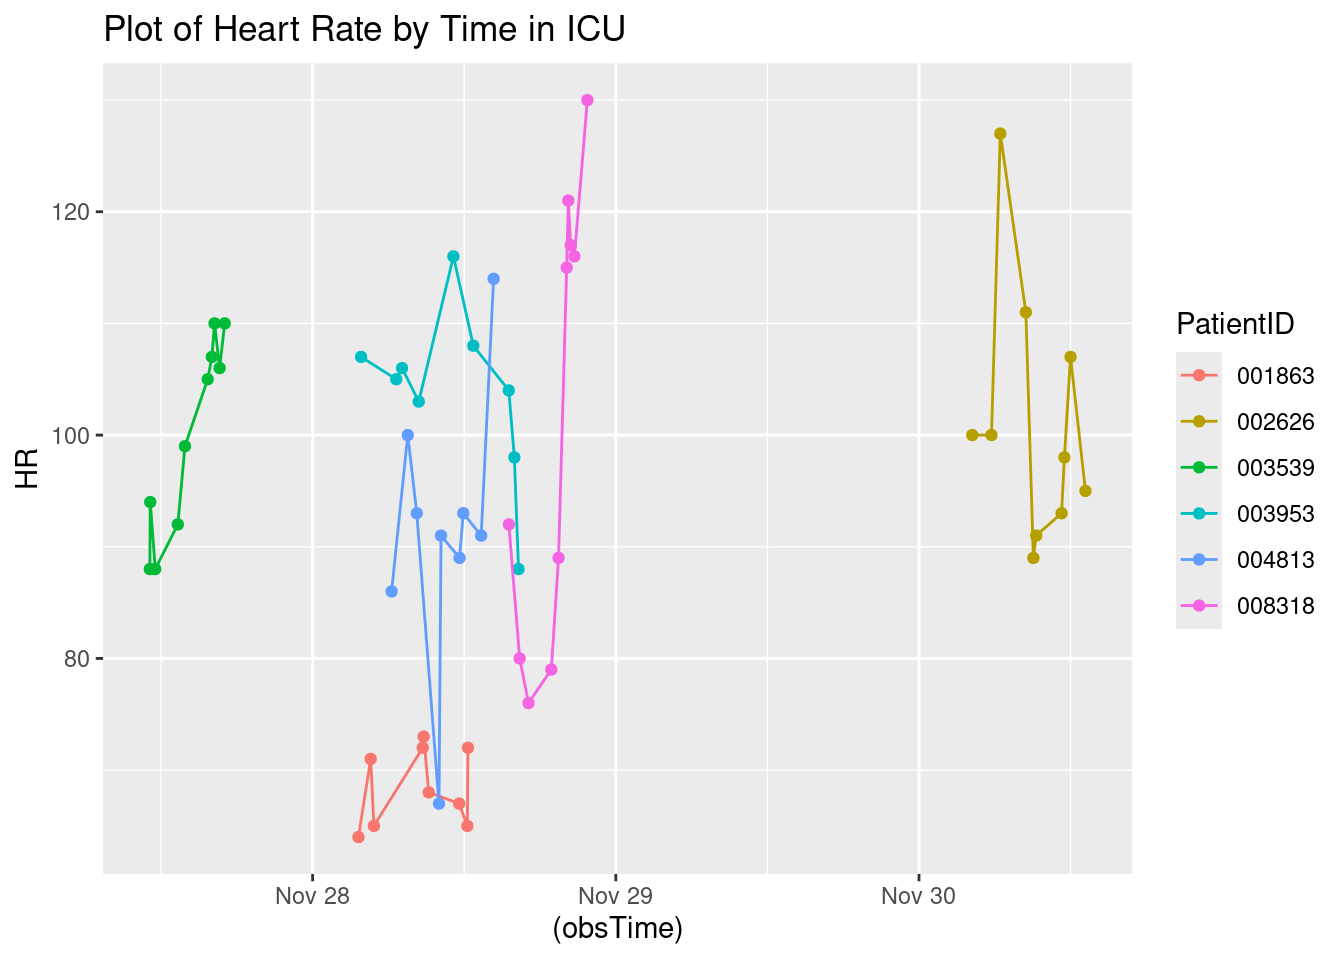 Plot of Heart Rate by Time in ICU
120
100
80
HR
Nov 28
Nov 29
Nov 30
(obsTime)
PatientID
001863
002626
003539
003953
004813
008318